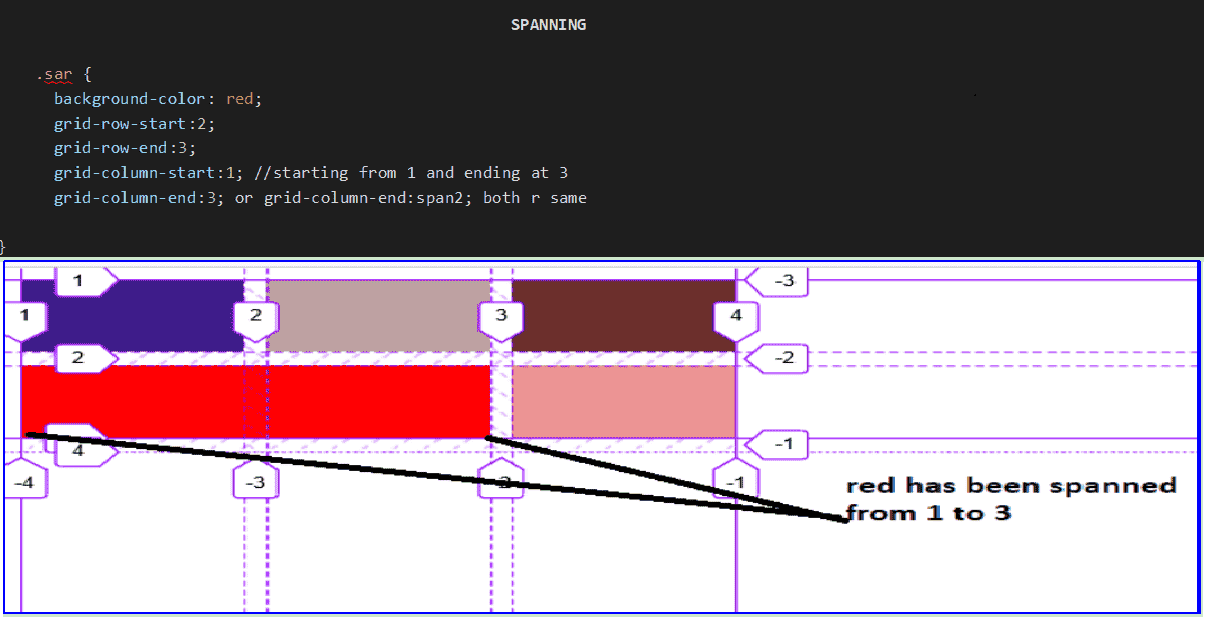 SPANNING
.sar {
background-color: red;
grid-row-start:2;
grid-row-end:3;
grid-column-start:1; //starting from 1 and ending at 3
grid-column-end:3; or grid-column-end:span2; both r same
}
1
-3
1
2
3
4
2
-2
4
-1
-4
-3
-1
red has been spanned
from 1 to 3